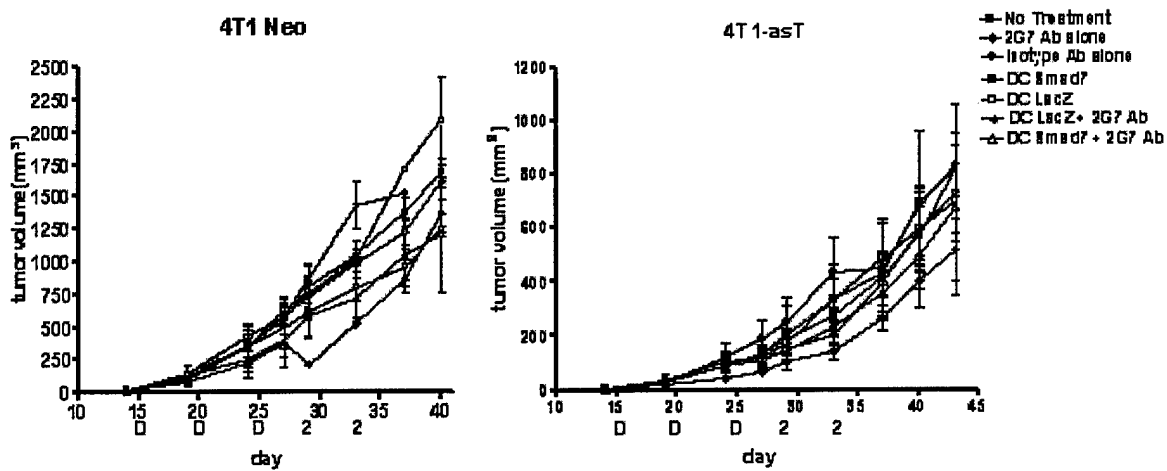 4T1 Neo
2500
2250
2000
1750
1500
1250
1000
750
500
250
0
tumor volume (mm³)
10 15 20 25 30 35 40
D D D 2 2
day
4T1-asT
1200
1000
800
600
400
200
0
tumor volume (mm³)
10 15 20 25 30 35 40 45
D D D 2 2
day
No Treatment
2G7 Ab alone
Isotype Ab alone
DC Smad7
DC LacZ
DC LacZ+ 2G7 Ab
DC Smad7 + 2G7 Ab